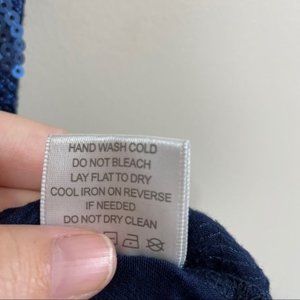 HAND WASH COLD
DO NOT BLEACH
LAY FLAT TO DRY
COOL IRON ON REVERSE
IF NEEDED
DO NOT DRY CLEAN